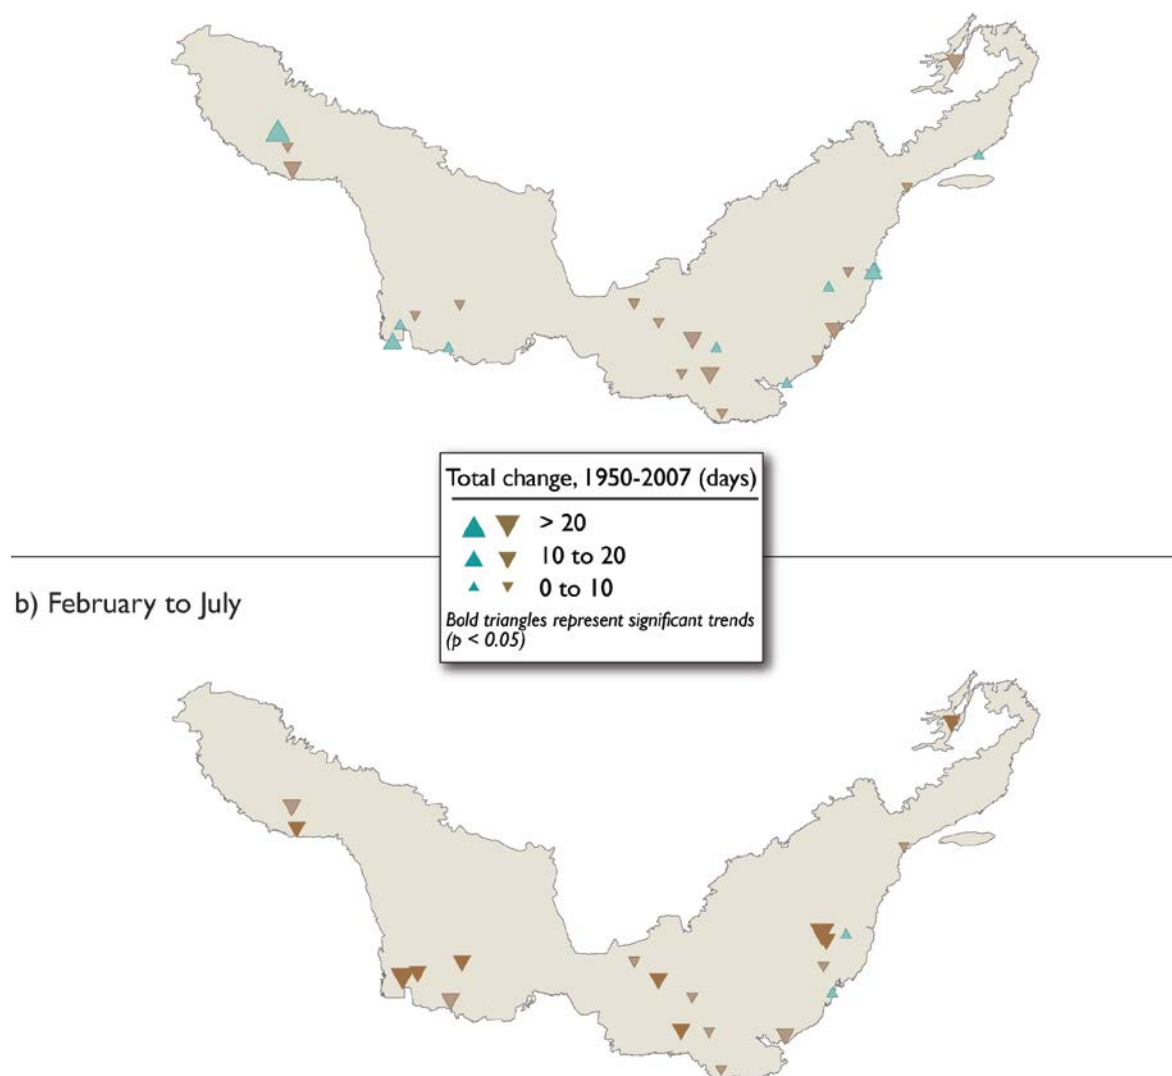 Total change, 1950-2007 (days)
> 20
10 to 20
0 to 10
Bold triangles represent significant trends
(p < 0.05)
b) February to July